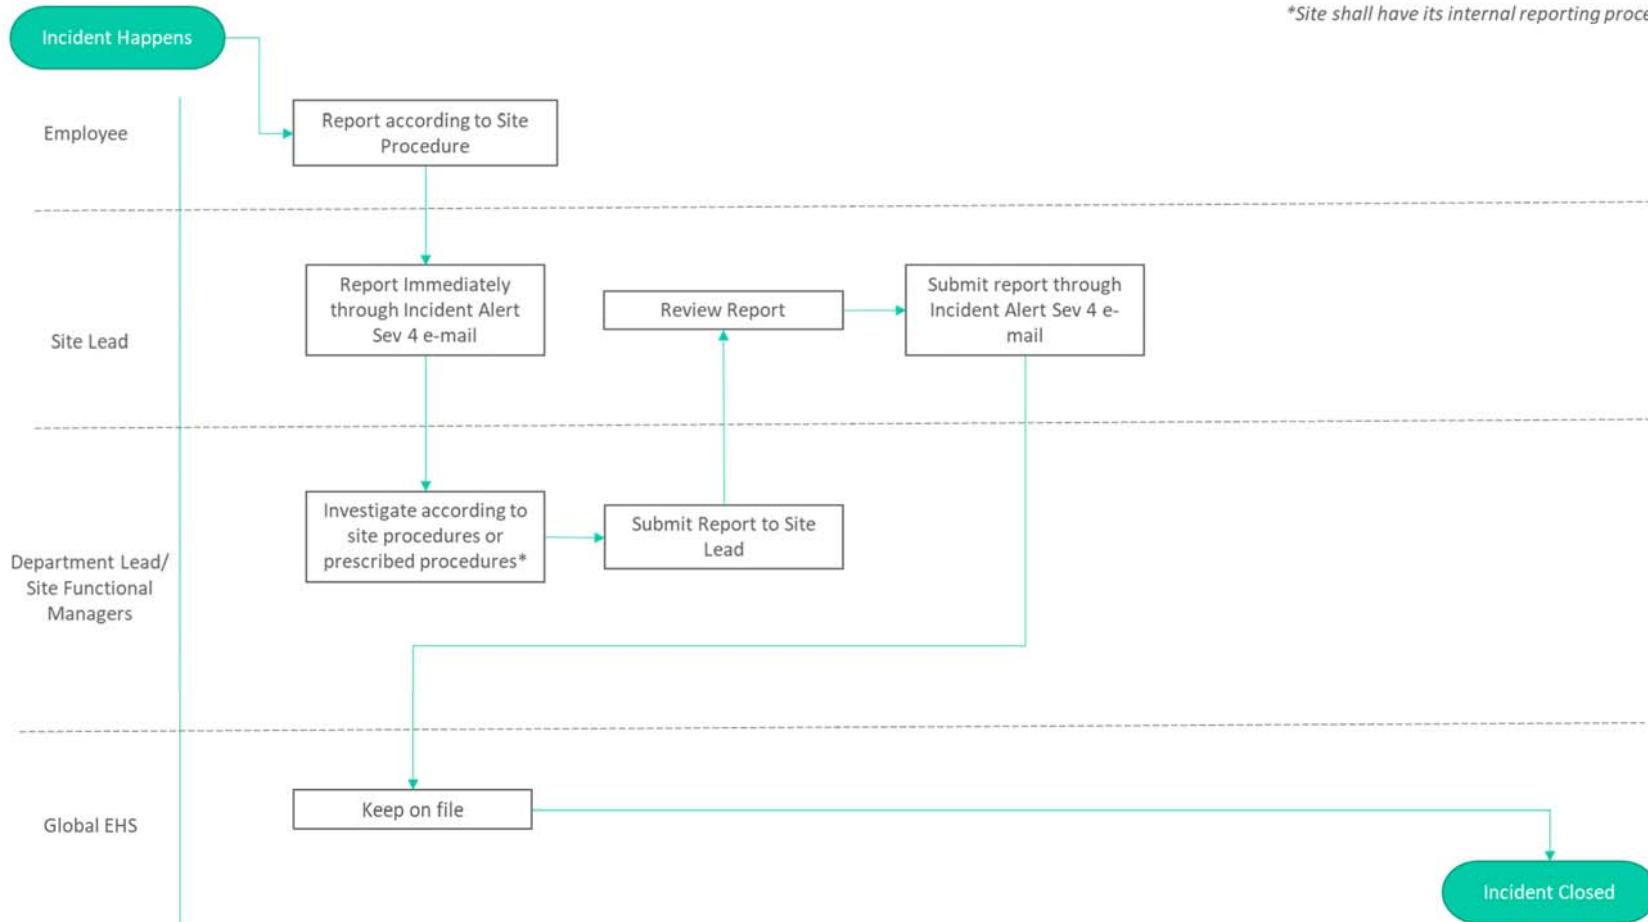 *Site shall have its internal reporting
Incident Happens
Employee
Report according to Site
Procedure
Site Lead
Report Immediately
through Incident Alert
Sev 4 e-mail
Review Report
Submit report through
Incident Alert Sev 4 e-
mail
Department Lead/
Site Functional
Managers
Investigate according to
site procedures or
prescribed procedures*
Submit Report to Site
Lead
Global EHS
Keep on file
Incident Closed